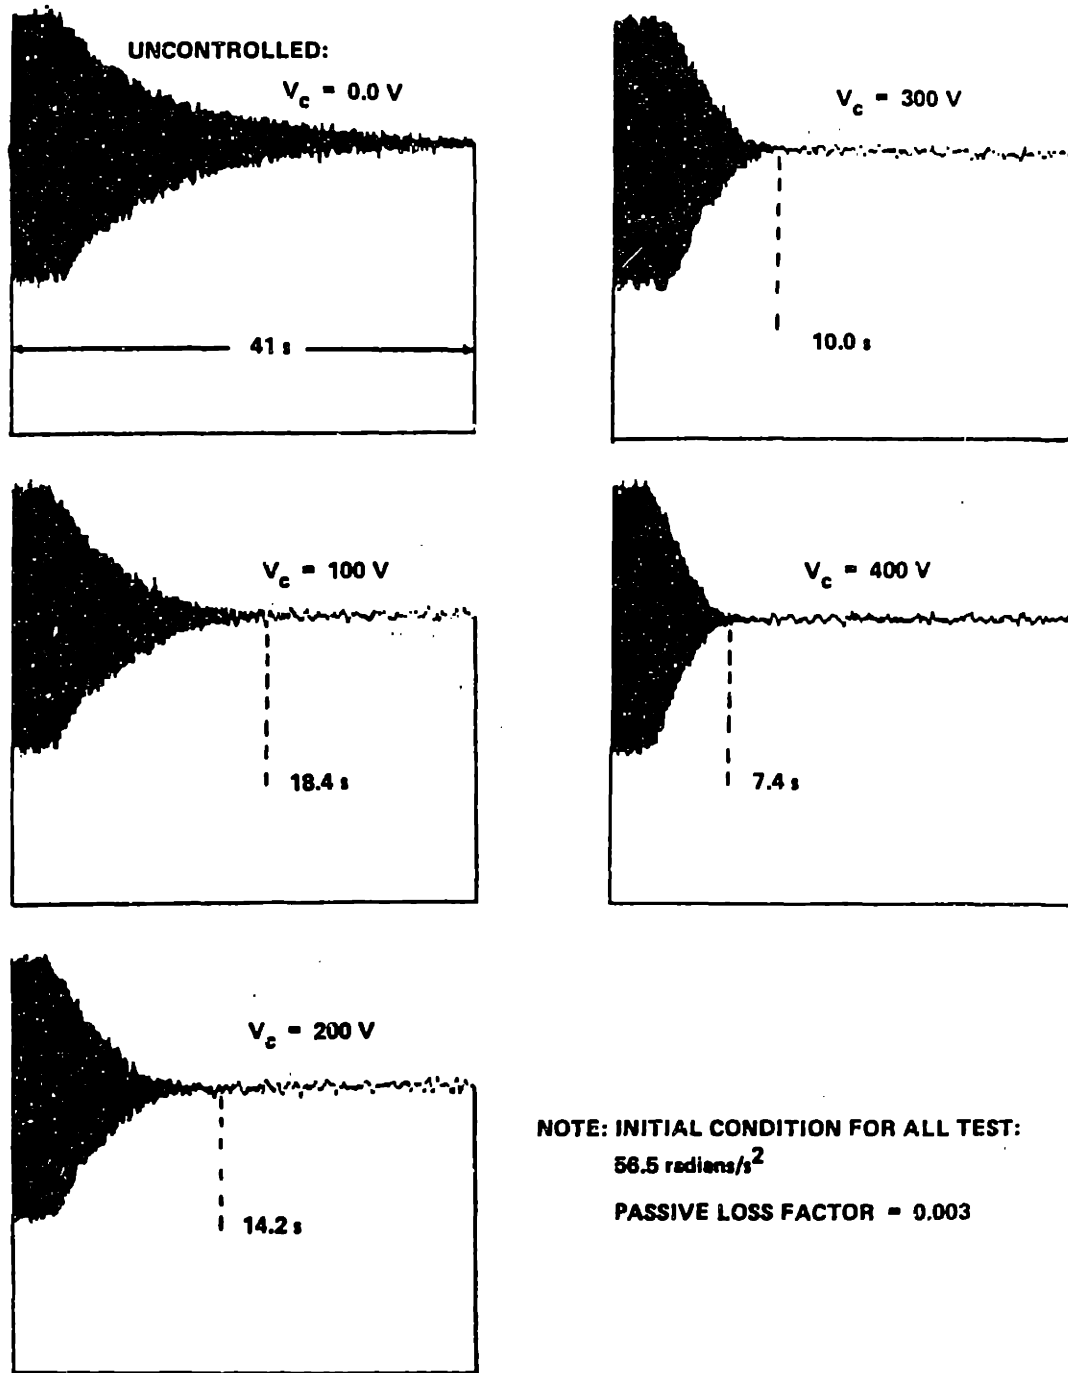 UNCONTROLLED:
V_c = 0.0 V
41 s
V_c = 300 V
10.0 s
V_c = 100 V
18.4 s
V_c = 400 V
7.4 s
V_c = 200 V
14.2 s
NOTE: INITIAL CONDITION FOR ALL TEST:
56.5 radians/s²
PASSIVE LOSS FACTOR = 0.003